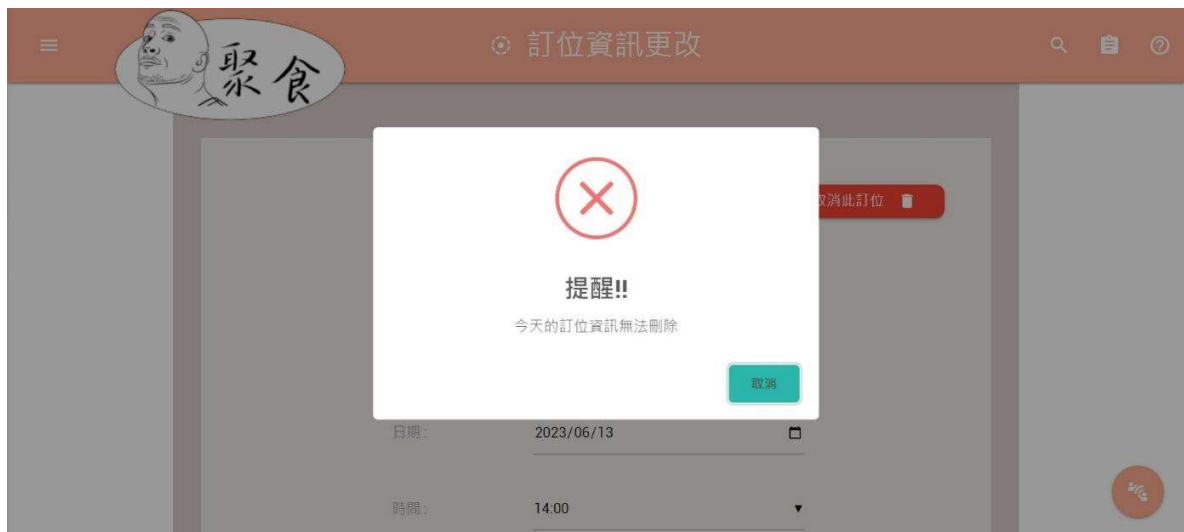 聚食
訂位資訊更改
取消此訂位
提醒!!
今天的訂位資訊無法刪除
取消
日期：
2023/06/13
時間：
14:00